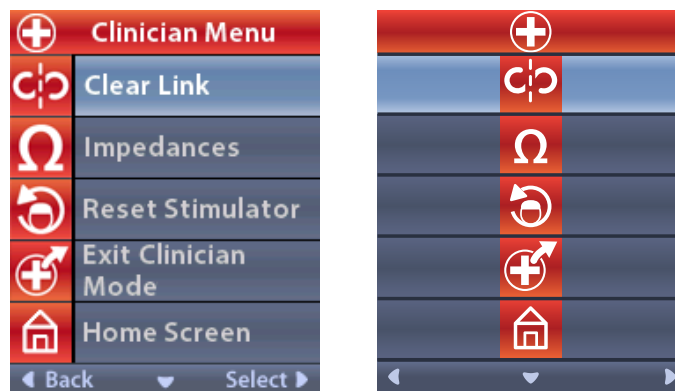 Clinician Menu
Clear Link
Ω Impedances
Reset Stimulator
Exit Clinician
Mode
Home Screen
Back Select
Ω